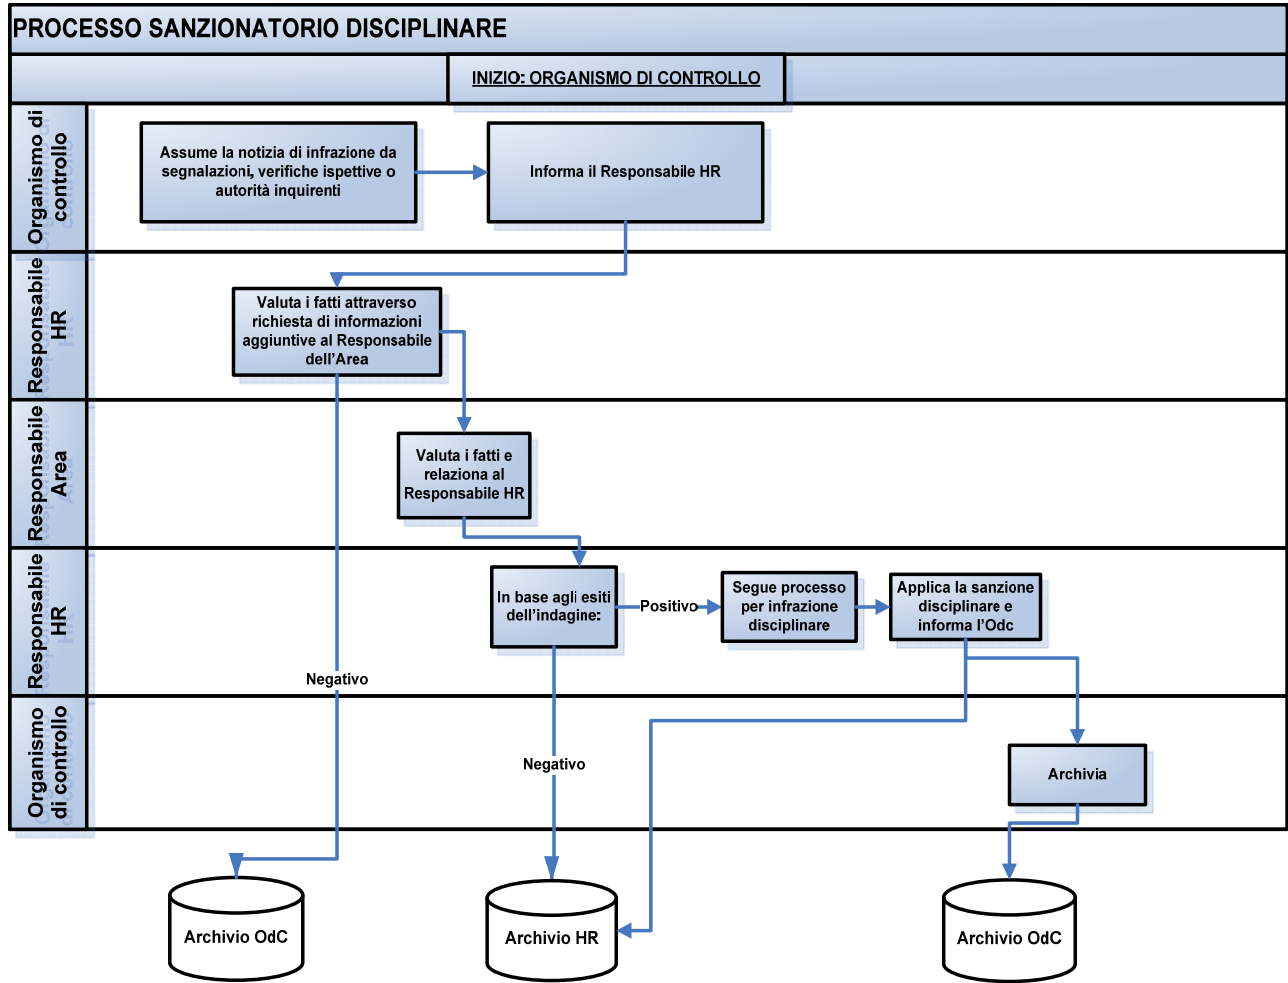 PROCESSO SANZIONATORIO DISCIPLINARE
INIZIO: ORGANISMO DI CONTROLLO
Organismo di
controllo
Assume la notizia di infrazione da
segnalazioni, verifiche ispettive o
autorità inquirenti
Informa il Responsabile HR
Responsabile
HR
Valuta i fatti attraverso
richiesta di informazioni
aggiuntive al Responsabile
dell'Area
Responsabile
Area
Valuta i fatti e
relaziona al
Responsabile HR
Responsabile
HR
In base agli esiti
dell'indagine:
Positivo
Segue processo
per infrazione
disciplinare
Applica la sanzione
disciplinare e
informa l'Odc
Negativo
Organismo
di controllo
Negativo
Archivia
Archivio OdC
Archivio HR
Archivio OdC